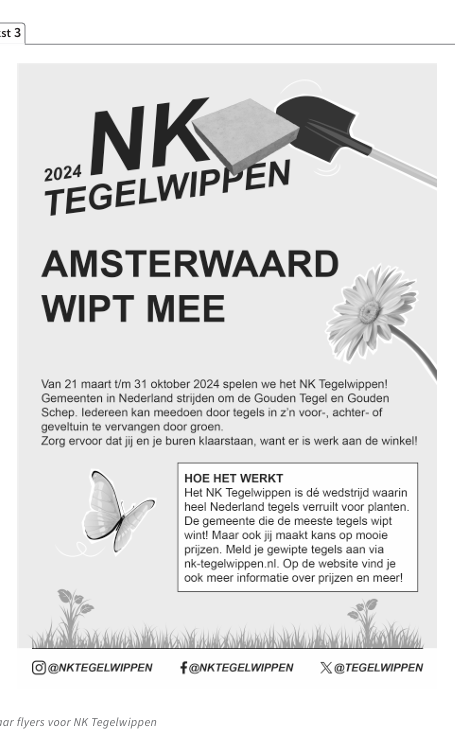 st 3
2024 NK
TEGELWIPPEN
AMSTERWAARD
WIPT MEE
Van 21 maart t/m 31 oktober 2024 spelen we het NK Tegelwippen!
Gemeenten in Nederland strijden om de Gouden Tegel en Gouden
Schep. Iedereen kan meedoen door tegels in z'n voor-, achter- of
geveltuin te vervangen door groen.
Zorg ervoor dat jij en je buren klaarstaan, want er is werk aan de winkel!
HOE HET WERKT
Het NK Tegelwippen is dé wedstrijd waarin
heel Nederland tegels verruilt voor planten.
De gemeente die de meeste tegels wipt
wint! Maar ook jij maakt kans op mooie
prijzen. Meld je gewipte tegels aan via
nk-tegelwippen.nl. Op de website vind je
ook meer informatie over prijzen en meer!
@NKTEGELWIPPEN @NKTEGELWIPPEN @TEGELWIPPEN
aar flyers voor NK Tegelwippen